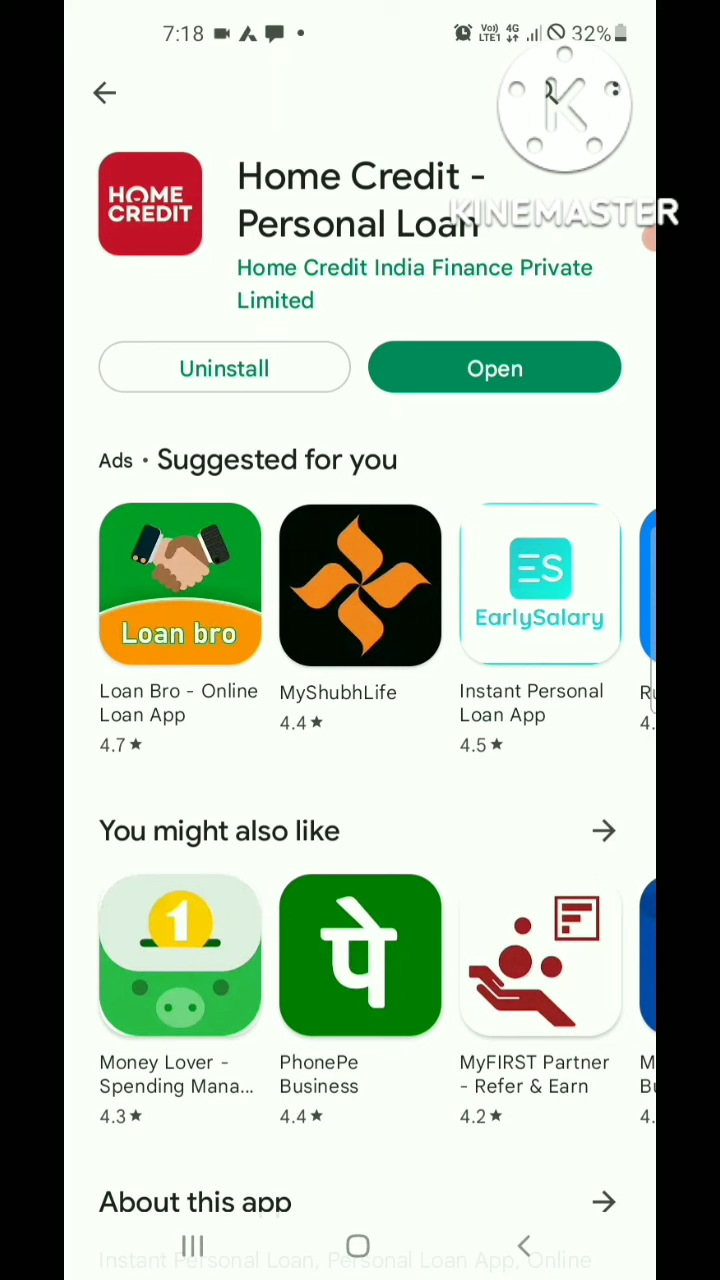 7:18
Vo)) 4G 32%
LTE1
HOME
CREDIT
Home Credit -
Personal Loan
KINEMASTER
Home Credit India Finance Private
Limited
Uninstall
Open
Ads • Suggested for you
Loan bro
ES
EarlySalary
Loan Bro - Online
Loan App
4.7★
MyShubhLife
4.4★
Instant Personal
Loan App
4.5★
You might also like
1
पे
Money Lover -
Spending Mana...
4.3★
PhonePe
Business
4.4★
MyFIRST Partner
- Refer & Earn
4.2★
About this app
Instant Personal Loan, Personal Loan App, Online